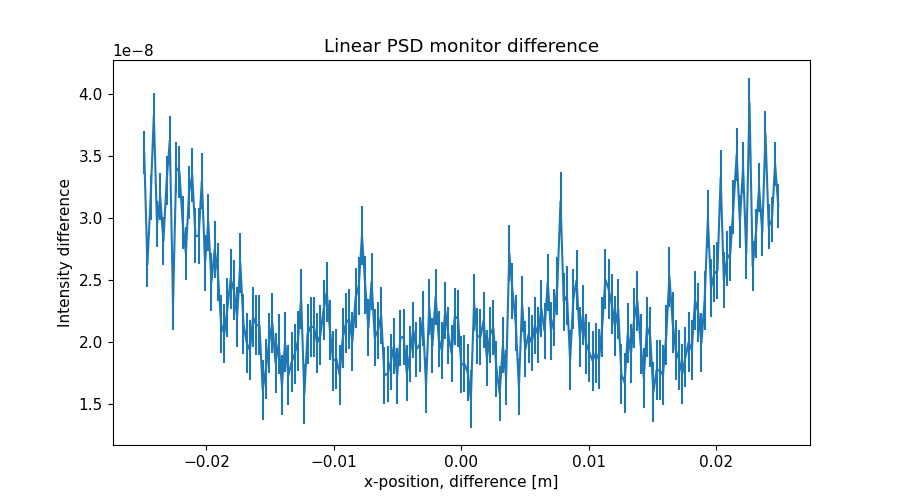 Linear PSD monitor difference
1e−8
4.0
3.5
3.0
2.5
2.0
1.5
Intensity difference
−0.02 −0.01 0.00 0.01 0.02
x-position, difference [m]